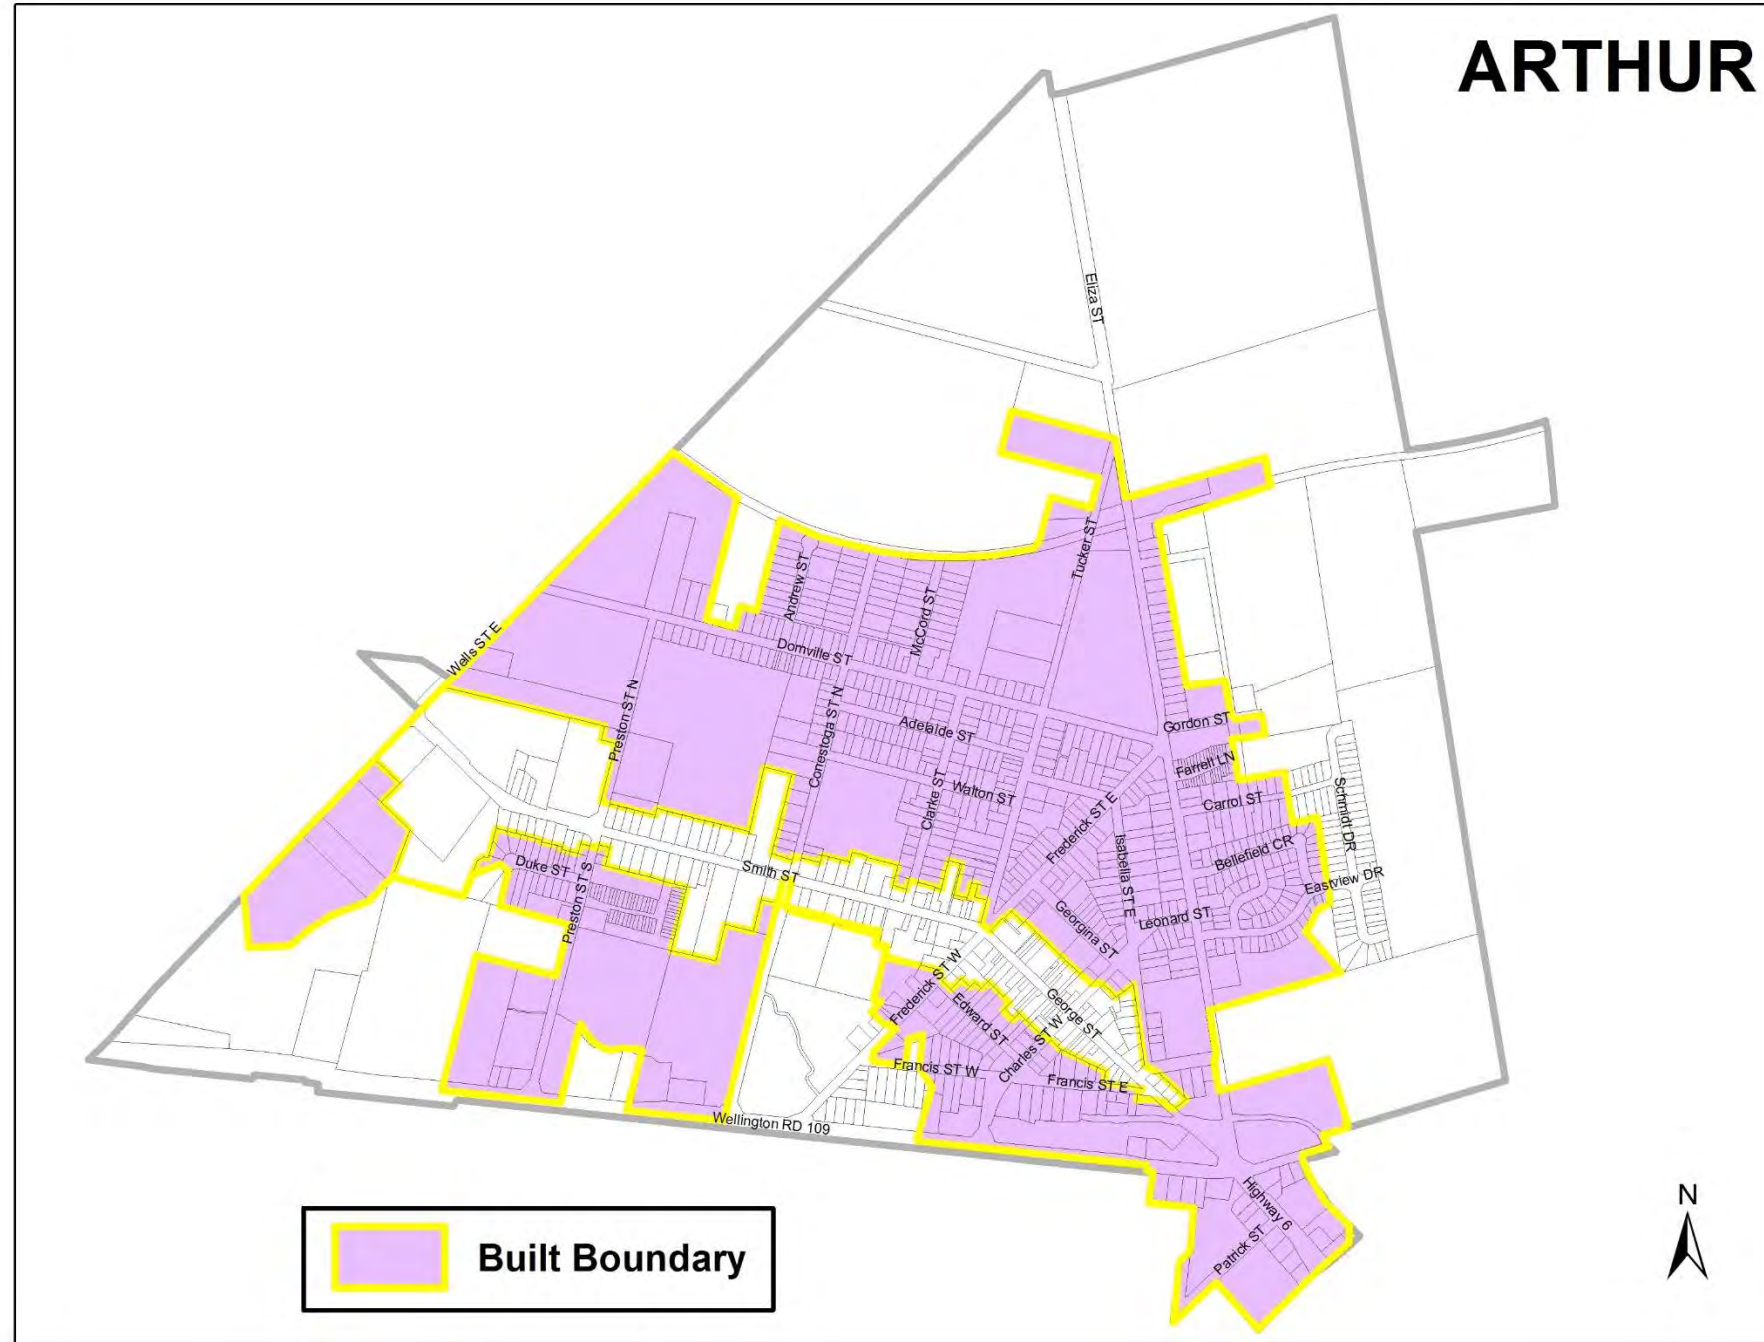 ARTHUR
Eliza ST
Tucker ST
Andrew ST
McCord ST
Wells ST E
Domville ST
Preston ST N
Conestoga ST N
Adelaide ST
Gordon ST
Farrell LN
Clarke ST
Walton ST
Carrol ST
Schmidt DR
Frederick ST E
Isabella ST E
Bellefield CR
Smith ST
Duke ST
Eastview DR
Preston ST S
Georgina ST
Leonard ST
Frederick ST W
Edward ST
George ST
Charles ST W
Francis ST W
Francis ST E
Wellington RD 109
Highway 6
Patrick ST
N
Built Boundary